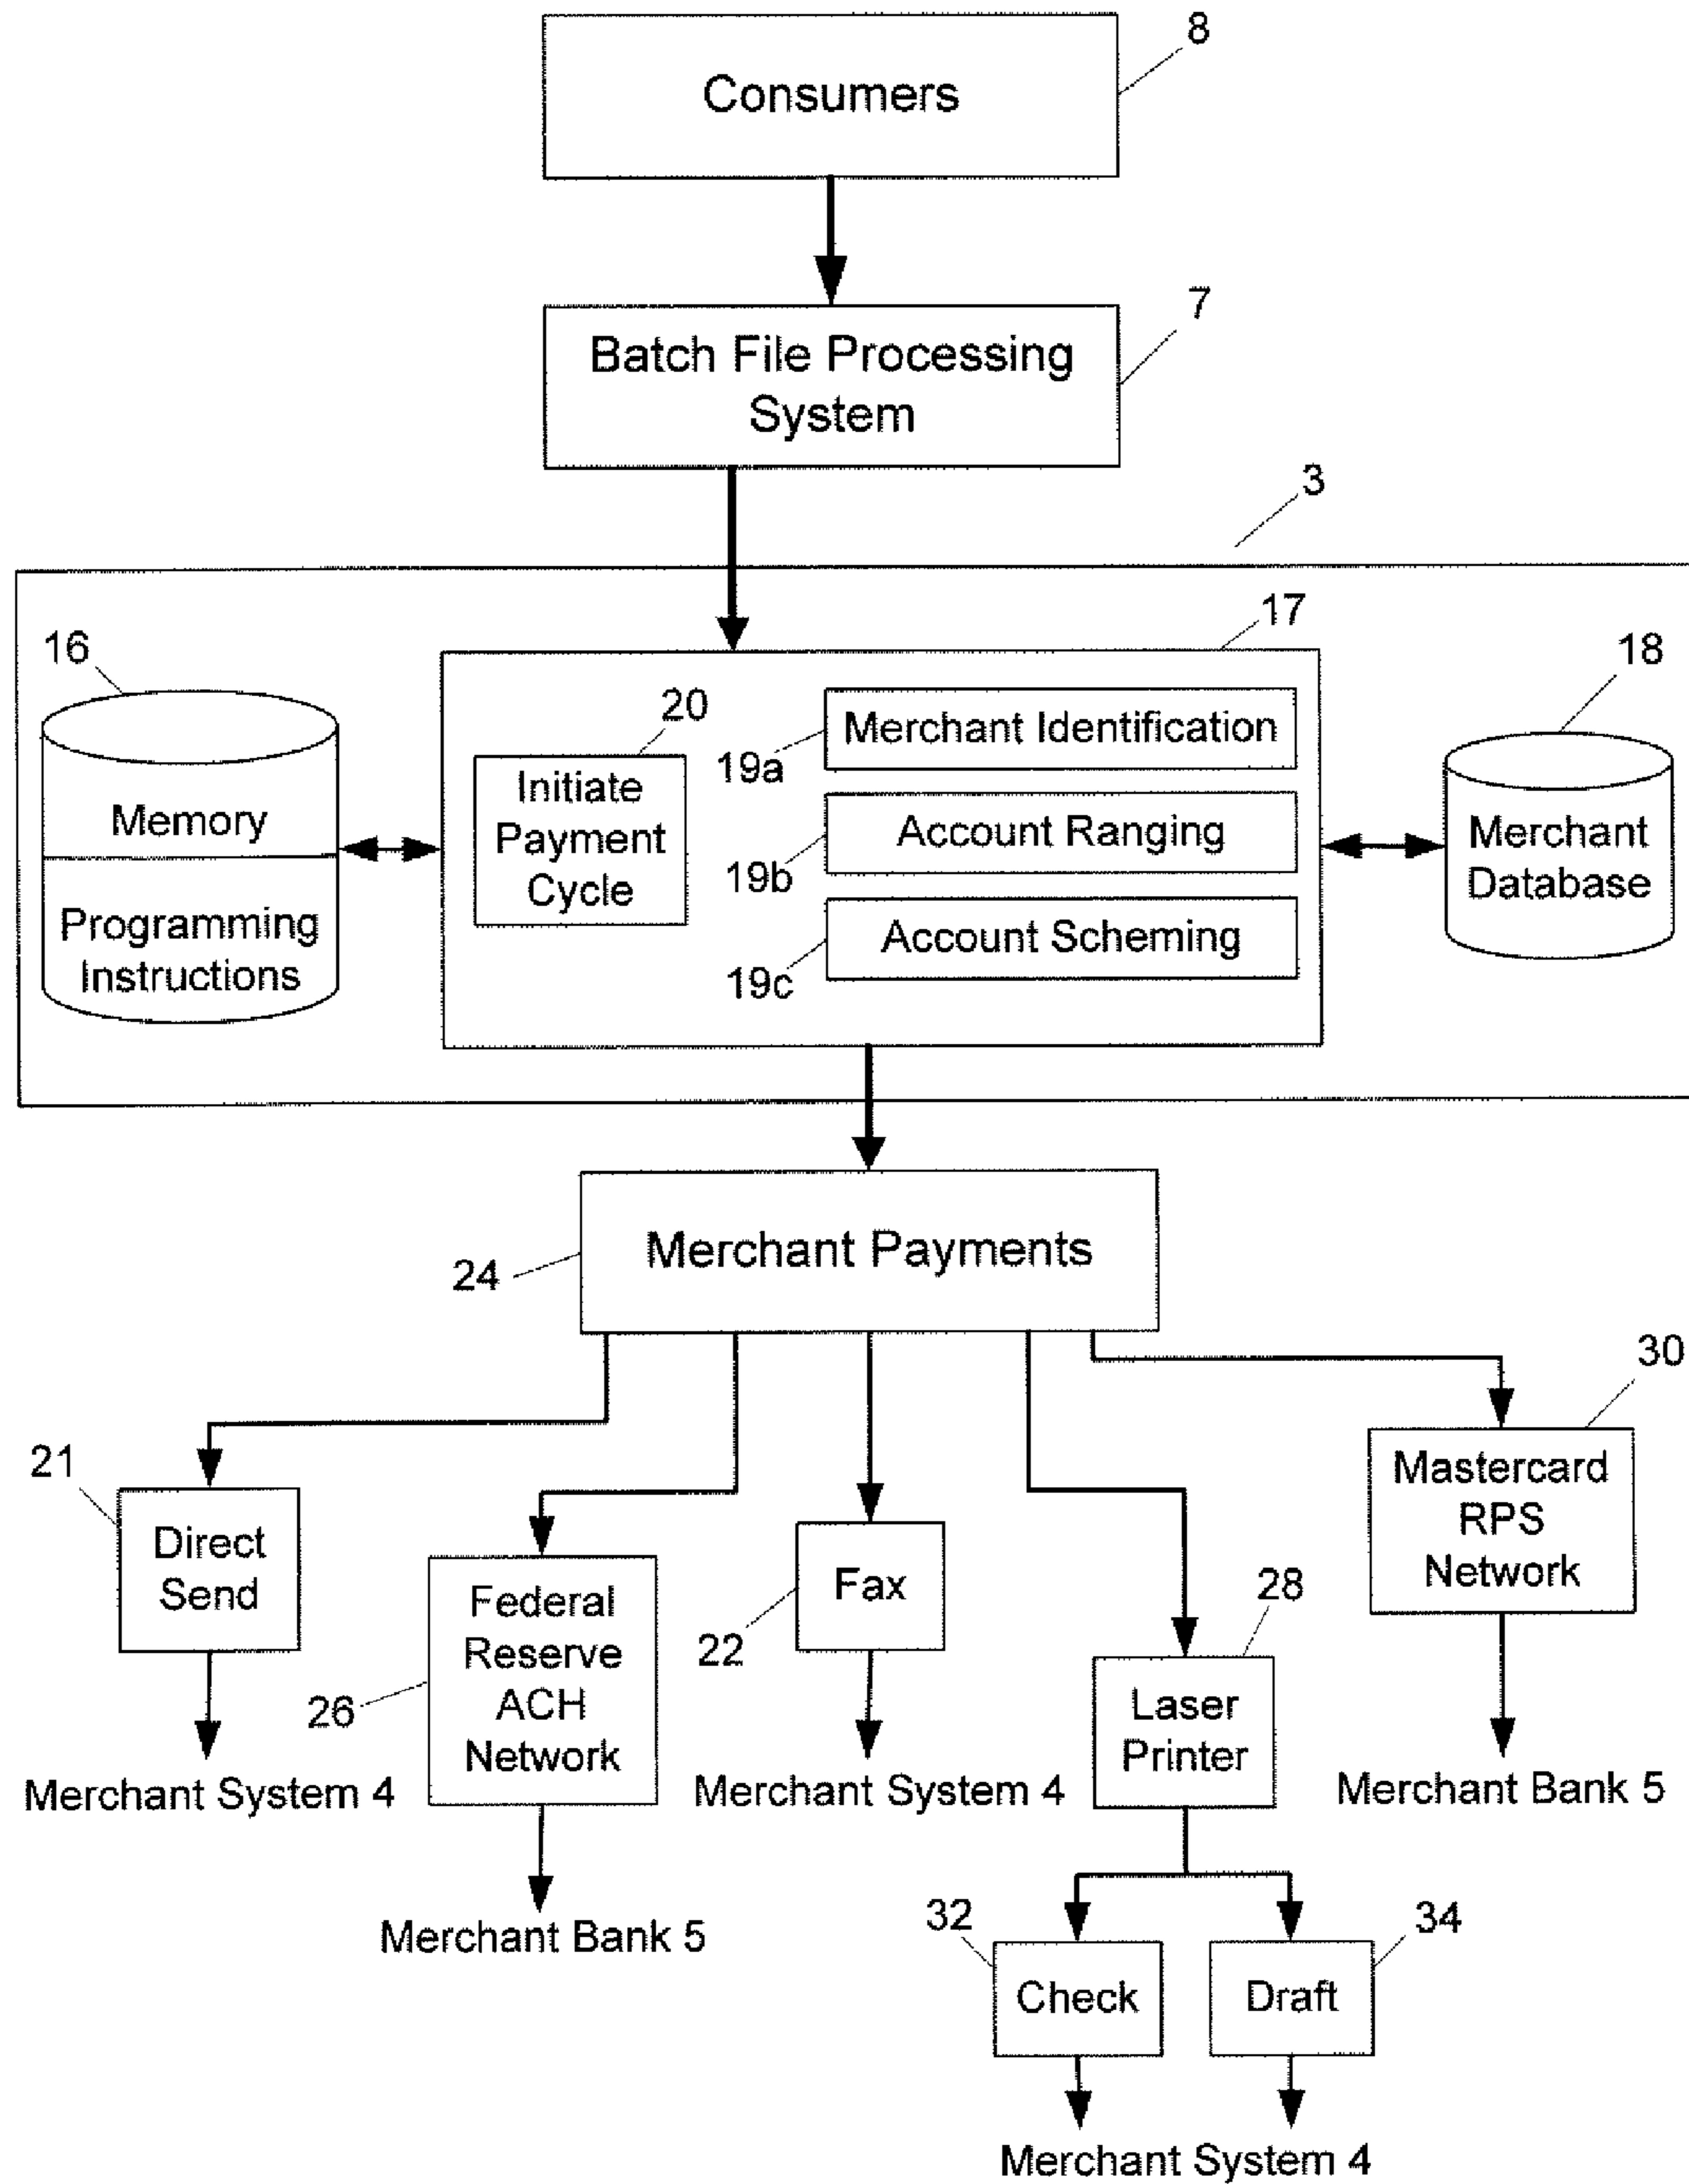 8
Consumers
7
Batch File Processing
System
3
16
17
18
20
Merchant Identification
19a
Initiate
Payment
Cycle
Memory
Account Ranging
19b
Merchant
Database
Programming
Instructions
Account Scheming
19c
Merchant Payments
24
30
21
Mastercard
RPS
Network
Direct
Send
Fax
22
28
Federal
Reserve
ACH
Network
26
Laser
Printer
Merchant System 4
Merchant System 4
Merchant Bank 5
Merchant Bank 5
32
34
Check
Draft
Merchant System 4